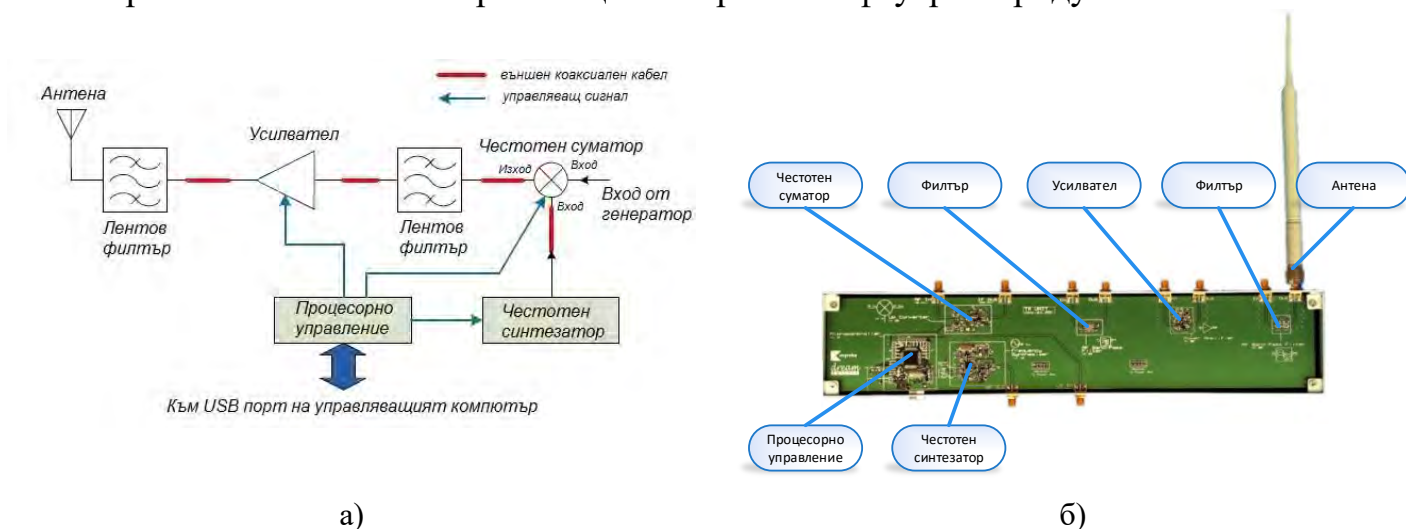 външен коаксиален кабел
управляващ сигнал
Антена
Усилвател
Честотен суматор
Изход
Вход
Вход
Вход от
генератор
Лентов
филтър
Лентов
филтър
Процесорно
управление
Честотен
синтезатор
Към USB порт на управляващият компютър
а)
Честотен
суматор
Филтър
Усилвател
Филтър
Антена
dream
Процесорно
управление
Честотен
синтезатор
б)